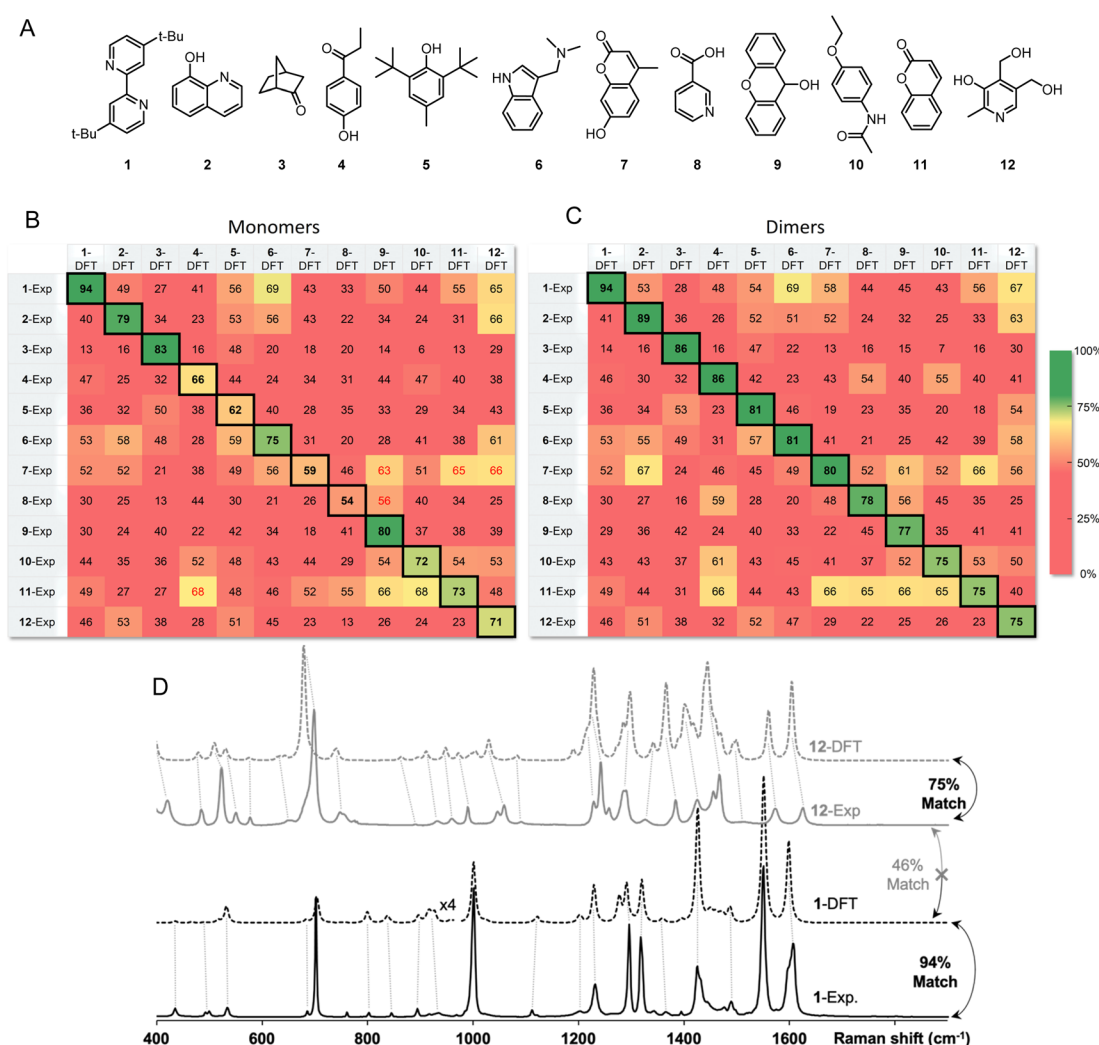 A
t-Bu
N
N
t-Bu
OH
N
O
O
OH
OH
N
HN
O
O
HO
O
OH
N
O
OH
O
NH
O
O
O
OH
HO
OH
N
1 2 3 4 5 6 7 8 9 10 11 12
B
Monomers
1-DFT 2-DFT 3-DFT 4-DFT 5-DFT 6-DFT 7-DFT 8-DFT 9-DFT 10-DFT 11-DFT 12-DFT
1-Exp 94 49 27 41 56 69 43 33 50 44 55 65
2-Exp 40 79 34 23 53 56 43 22 34 24 31 66
3-Exp 13 16 83 16 48 20 18 20 14 6 13 29
4-Exp 47 25 32 66 44 24 34 31 44 47 40 38
5-Exp 36 32 50 38 62 40 28 35 33 29 34 43
6-Exp 53 58 48 28 59 75 31 20 28 41 38 61
7-Exp 52 52 21 38 49 56 59 46 63 51 65 66
8-Exp 30 25 13 44 30 21 26 54 56 40 34 25
9-Exp 30 24 40 22 42 34 18 41 80 37 38 39
10-Exp 44 35 36 52 48 43 44 29 54 72 54 53
11-Exp 49 27 27 68 48 46 52 55 66 68 73 48
12-Exp 46 53 38 28 51 45 23 13 26 24 23 71
C
Dimers
1-DFT 2-DFT 3-DFT 4-DFT 5-DFT 6-DFT 7-DFT 8-DFT 9-DFT 10-DFT 11-DFT 12-DFT
1-Exp 94 53 28 48 54 69 58 44 45 43 56 67
2-Exp 41 89 36 26 52 51 52 24 32 25 33 63
3-Exp 14 16 86 16 47 22 13 16 15 7 16 30
4-Exp 46 30 32 86 42 23 43 54 40 55 40 41
5-Exp 36 34 53 23 81 46 19 23 35 20 18 54
6-Exp 53 55 49 31 57 81 41 21 25 42 39 58
7-Exp 52 67 24 46 45 49 80 52 61 52 66 56
8-Exp 30 27 16 59 28 20 48 78 56 45 35 25
9-Exp 29 36 42 24 40 33 22 45 77 35 41 41
10-Exp 43 43 37 61 43 41 44 37 52 75 53 50
11-Exp 49 44 31 66 44 43 66 65 66 65 75 40
12-Exp 46 51 38 32 52 47 29 22 25 26 23 75
100%
75%
50%
25%
0%
D
12-DFT
75%
Match
12-Exp
46%
Match
1-DFT
x4
94%
Match
1-Exp.
400 600 800 1000 1200 1400 1600 Raman shift (cm⁻¹)